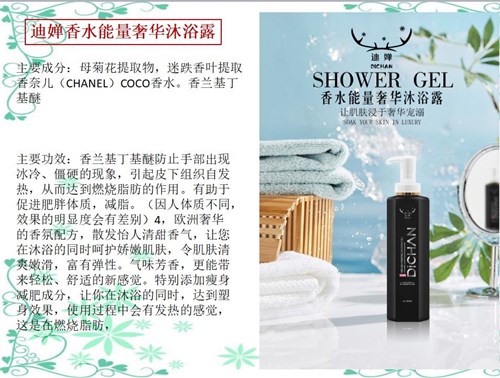 迪婵香水能量奢华沐浴露
主要成分：母菊花提取物，迷跌香叶提取
香奈儿（CHANEL）COCO香水。香兰基丁
基醚
主要功效：香兰基丁基醚防止手部出现
冰冷、僵硬的现象，引起皮下组织自发
热，从而达到燃烧脂肪的作用。有助于
促进肥胖体质，减脂。（因人体质不同，
效果的明显度会有差别）4，欧洲奢华
的香氛配方，散发怡人清甜香气，让您
在沐浴的同时呵护娇嫩肌肤，令肌肤清
爽嫩滑，富有弹性。气味芳香，更能带
来轻松、舒适的新感觉。特别添加瘦身
减肥成分，让你在沐浴的同时，达到塑
身效果，使用过程中会有发热的感觉，
这是在燃烧脂肪，
迪婵
DICHAN
SHOWER GEL
香水能量奢华沐浴露
让肌肤浸于奢华宠溺
SOAK YOUR SKIN IN LUXURY
DICHAN